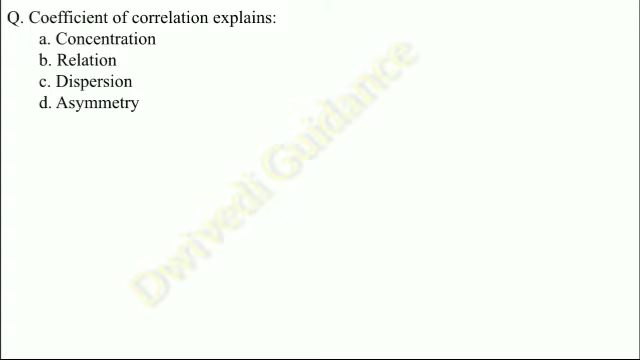 Q. Coefficient of correlation explains:
a. Concentration
b. Relation
c. Dispersion
d. Asymmetry
Dwivedi Guidance